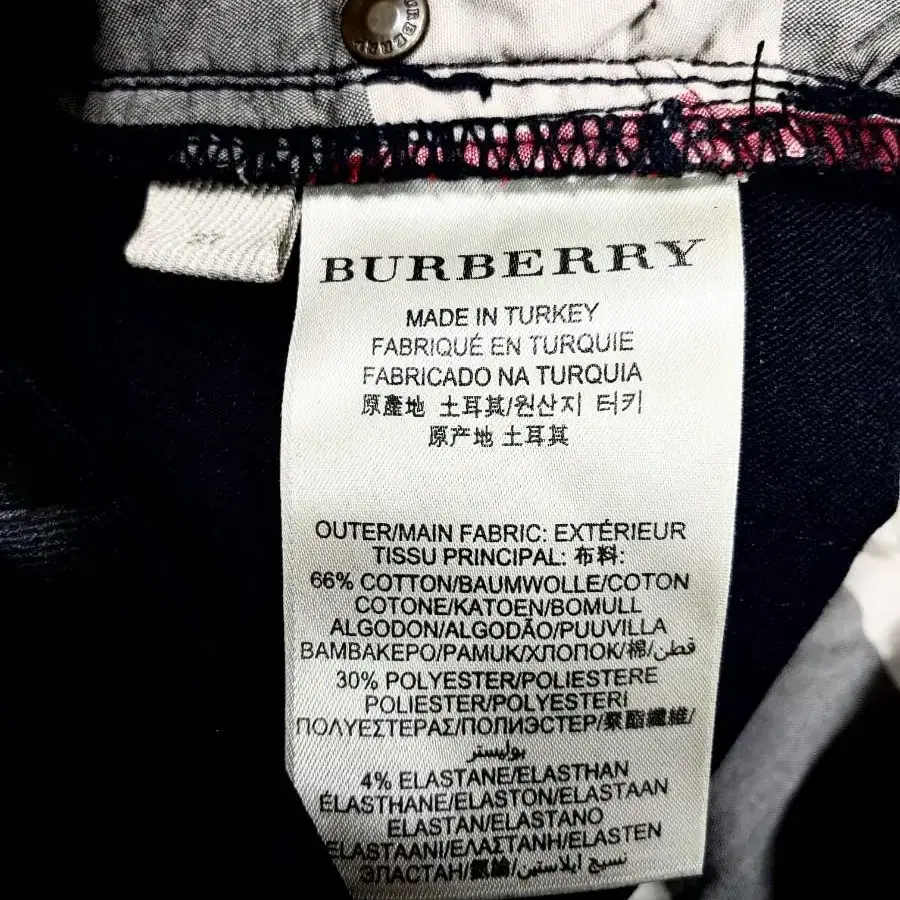 BURBERRY
27
BURBERRY
MADE IN TURKEY
FABRIQUÉ EN TURQUIE
FABRICADO NA TURQUIA
原產地 土耳其/원산지 터키
原产地 土耳其
OUTER/MAIN FABRIC: EXTÉRIEUR
TISSU PRINCIPAL: 布料:
66% COTTON/BAUMWOLLE/COTON
COTONE/KATOEN/BOMULL
ALGODON/ALGODÃO/PUUVILLA
ΒΑΜΒΑΚΕΡΟ/PAMUK/ХЛОПОК/棉/قطن
30% POLYESTER/POLIESTERE
POLIESTER/POLYESTERI
ΠΟΛΥΕΣΤΕΡΑΣ/ПОЛИЭСТЕР/聚酯纖維/
بوليستر
4% ELASTANE/ELASTHAN
ÉLASTHANE/ELASTON/ELASTAAN
ELASTAN/ELASTANO
ELASTAANI/ΕΛΑΣΤΑΝΗ/ELASTEN
ЭЛАСТАН/氨綸/نسيج ايلاستين